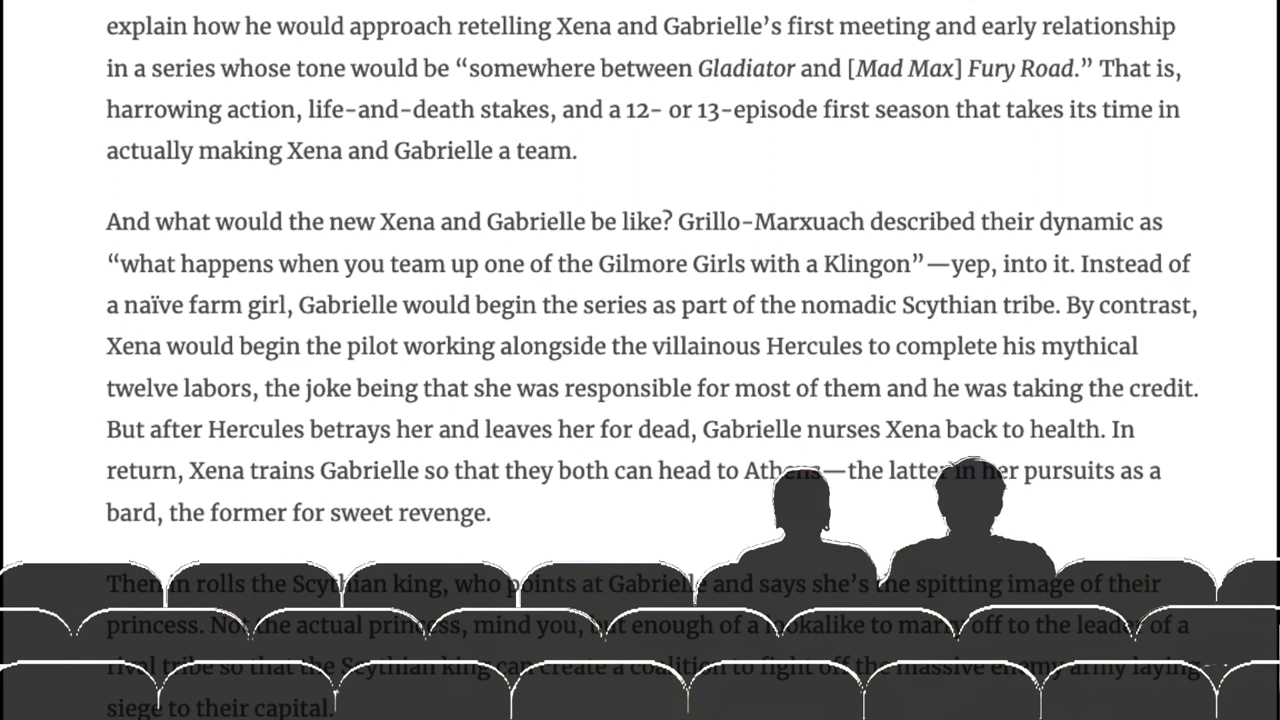 explain how he would approach retelling Xena and Gabrielle’s first meeting and early relationship
in a series whose tone would be “somewhere between Gladiator and [Mad Max] Fury Road.” That is,
harrowing action, life-and-death stakes, and a 12- or 13-episode first season that takes its time in
actually making Xena and Gabrielle a team.
And what would the new Xena and Gabrielle be like? Grillo-Marxuach described their dynamic as
“what happens when you team up one of the Gilmore Girls with a Klingon”—yep, into it. Instead of
a naïve farm girl, Gabrielle would begin the series as part of the nomadic Scythian tribe. By contrast,
Xena would begin the pilot working alongside the villainous Hercules to complete his mythical
twelve labors, the joke being that she was responsible for most of them and he was taking the credit.
But after Hercules betrays her and leaves her for dead, Gabrielle nurses Xena back to health. In
return, Xena trains Gabrielle so that they both can head to Athens—the latter in her pursuits as a
bard, the former for sweet revenge.
Then in rolls the Scythian king, who points at Gabrielle and says she’s the spitting image of their
princess. Not the actual princess, mind you, but enough of a lookalike to marry off to the leader of a
rival tribe so that the Scythian king can create a coalition to fight off the massive enemy army laying
siege to their capital.